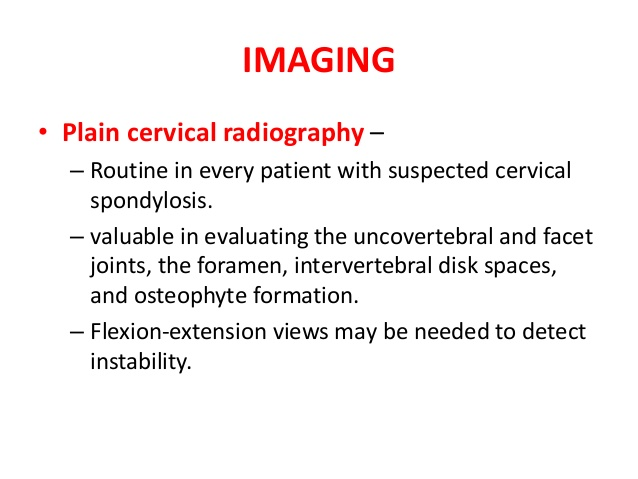 IMAGING
• Plain cervical radiography –
– Routine in every patient with suspected cervical
spondylosis.
– valuable in evaluating the uncovertebral and facet
joints, the foramen, intervertebral disk spaces,
and osteophyte formation.
– Flexion-extension views may be needed to detect
instability.